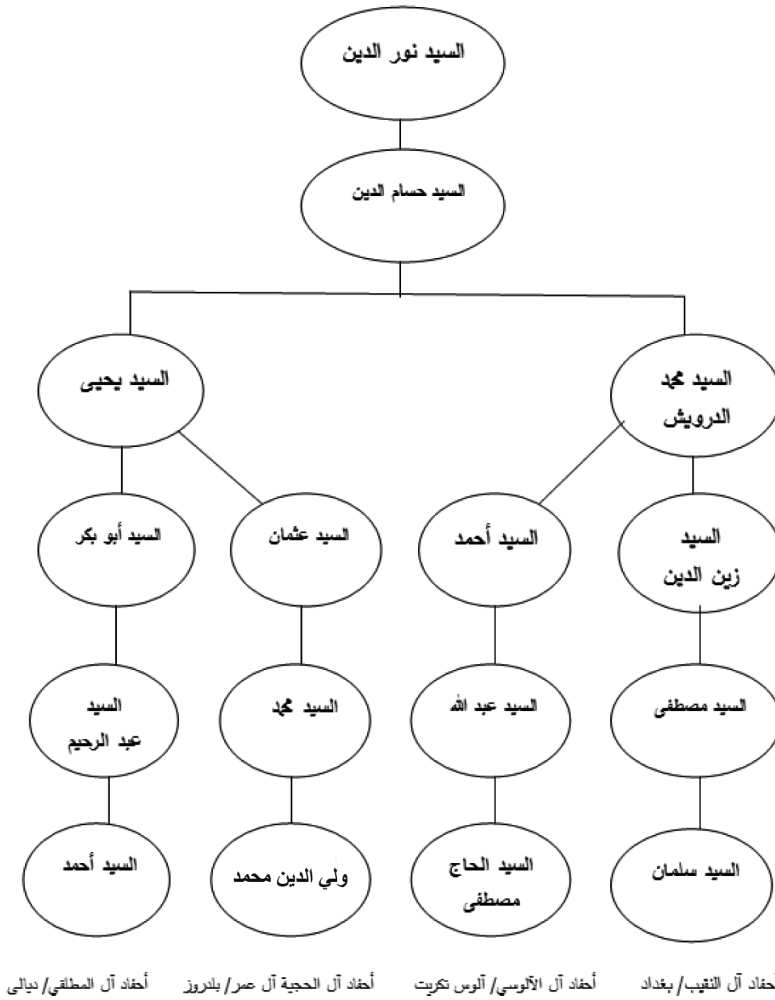 السيد نور الدين
السيد حسام الدين
السيد محمد
الدرويش
السيد يحيى
السيد
زين الدين
السيد أحمد
السيد عثمان
السيد أبو بكر
السيد مصطفى
السيد عبد الله
السيد محمد
السيد
عبد الرحيم
السيد سلمان
السيد الحاج
مصطفى
ولي الدين محمد
السيد أحمد
أحفاد آل النقيب/ بغداد
أحفاد آل الآلوسي/ آلوس تكريت
أحفاد آل الحجية آل عمر/ بلدروز
أحفاد آل المطلقي/ ديالى